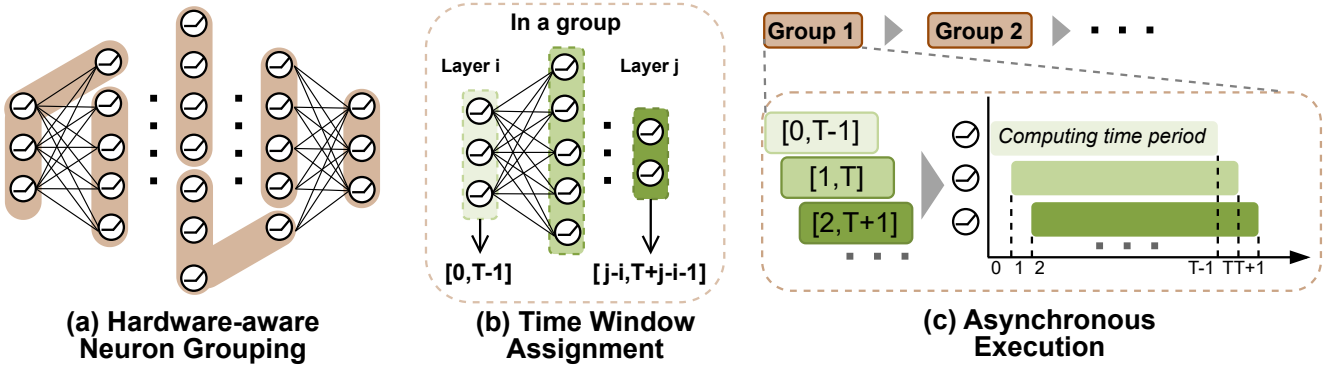 In a group
Layer i
Layer j
[0,T-1]
[j-i,T+j-i-1]
Group 1
Group 2
[0,T-1]
[1,T]
[2,T+1]
Computing time period
0
1
2
T-1
T
T+1
(a) Hardware-aware
Neuron Grouping
(b) Time Window
Assignment
(c) Asynchronous
Execution